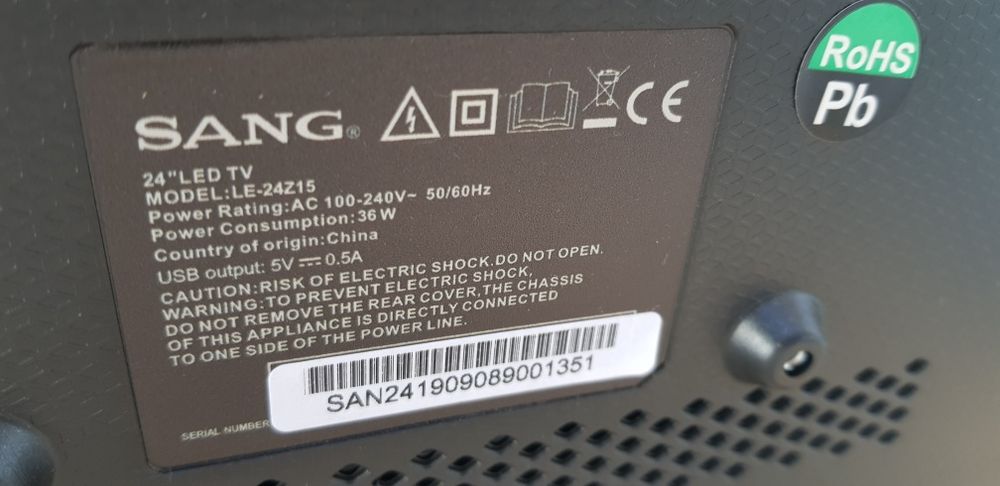 SANG®
CE
24"LED TV
MODEL:LE-24Z15
Power Rating:AC 100-240V~ 50/60Hz
Power Consumption:36W
Country of origin:China
USB output: 5V⎓0.5A
CAUTION:RISK OF ELECTRIC SHOCK.DO NOT OPEN.
WARNING:TO PREVENT ELECTRIC SHOCK,
DO NOT REMOVE THE REAR COVER,THE CHASSIS
OF THIS APPLIANCE IS DIRECTLY CONNECTED
TO ONE SIDE OF THE POWER LINE.
SAN241909089001351
SERIAL NUMBER
RoHS
Pb